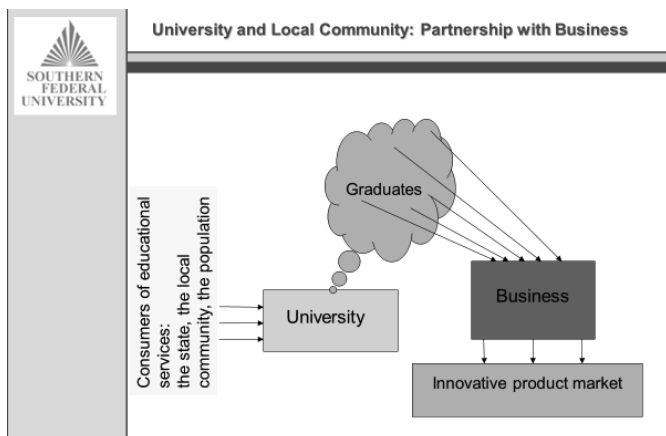 University and Local Community: Partnership with Business
SOUTHERN
FEDERAL
UNIVERSITY
Graduates
Consumers of educational
services:
the state, the local
community, the population
University
Business
Innovative product market